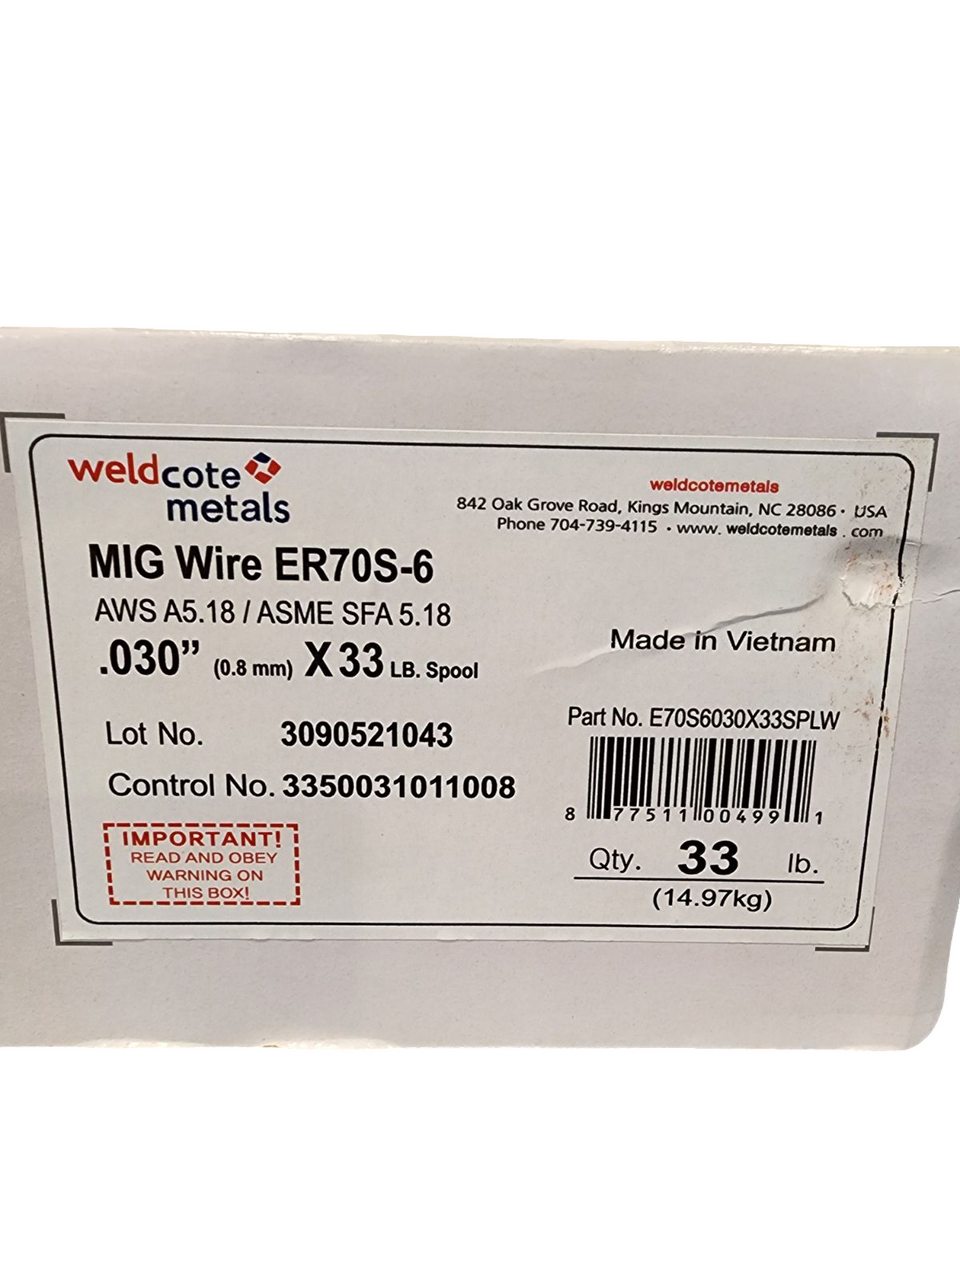 weldcote
metals
weldcotemetals
842 Oak Grove Road, Kings Mountain, NC 28086 · USA
Phone 704-739-4115 · www. weldcotemetals . com
MIG Wire ER70S-6
AWS A5.18 / ASME SFA 5.18
.030” (0.8 mm) X 33 LB. Spool
Made in Vietnam
Lot No. 3090521043
Control No. 3350031011008
Part No. E70S6030X33SPLW
8 77511 00499 1
IMPORTANT!
READ AND OBEY
WARNING ON
THIS BOX!
Qty. 33 lb.
(14.97kg)